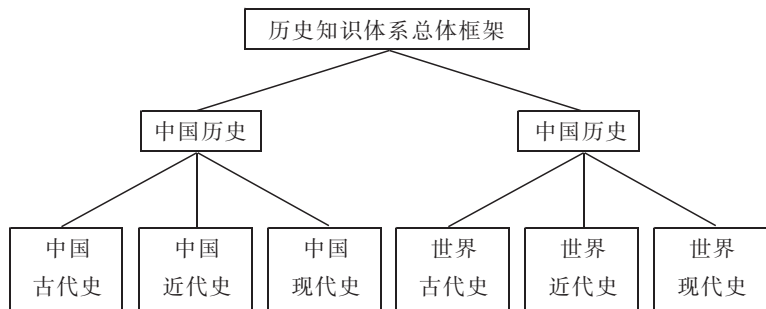 历史知识体系总体框架
中国历史
中国历史
中国
古代史
中国
近代史
中国
现代史
世界
古代史
世界
近代史
世界
现代史